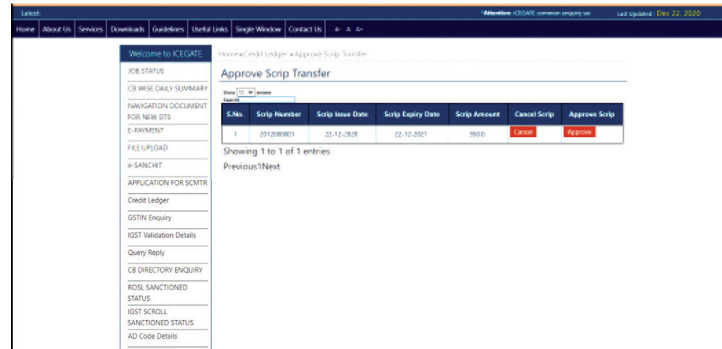 Latest:
*Attention: ICEGATE common enquiry ser
Last Updated : Dec 22, 2020
Home About Us Services Downloads Guidelines Useful Links Single Window Contact Us A- A A+
Welcome to ICEGATE
Home»Credit Ledger »Approve Scrip Transfer
JOB STATUS
CB WISE DAILY SUMMARY
NAVIGATION DOCUMENT
FOR NEW DTS
E-PAYMENT
FILE UPLOAD
e-SANCHIT
APPLICATION FOR SCMTR
Credit Ledger
GSTIN Enquiry
IGST Validation Details
Query Reply
CB DIRECTORY ENQUIRY
ROSL SANCTIONED
STATUS
IGST SCROLL
SANCTIONED STATUS
AD Code Details
Approve Scrip Transfer
Show 10 entries
Search:
S.No. Scrip Number Scrip Issue Date Scrip Expiry Date Scrip Amount Cancel Scrip Approve Scrip
1 22-12-2020 22-12-2021 Cancel Approve
Showing 1 to 1 of 1 entries
Previous1Next